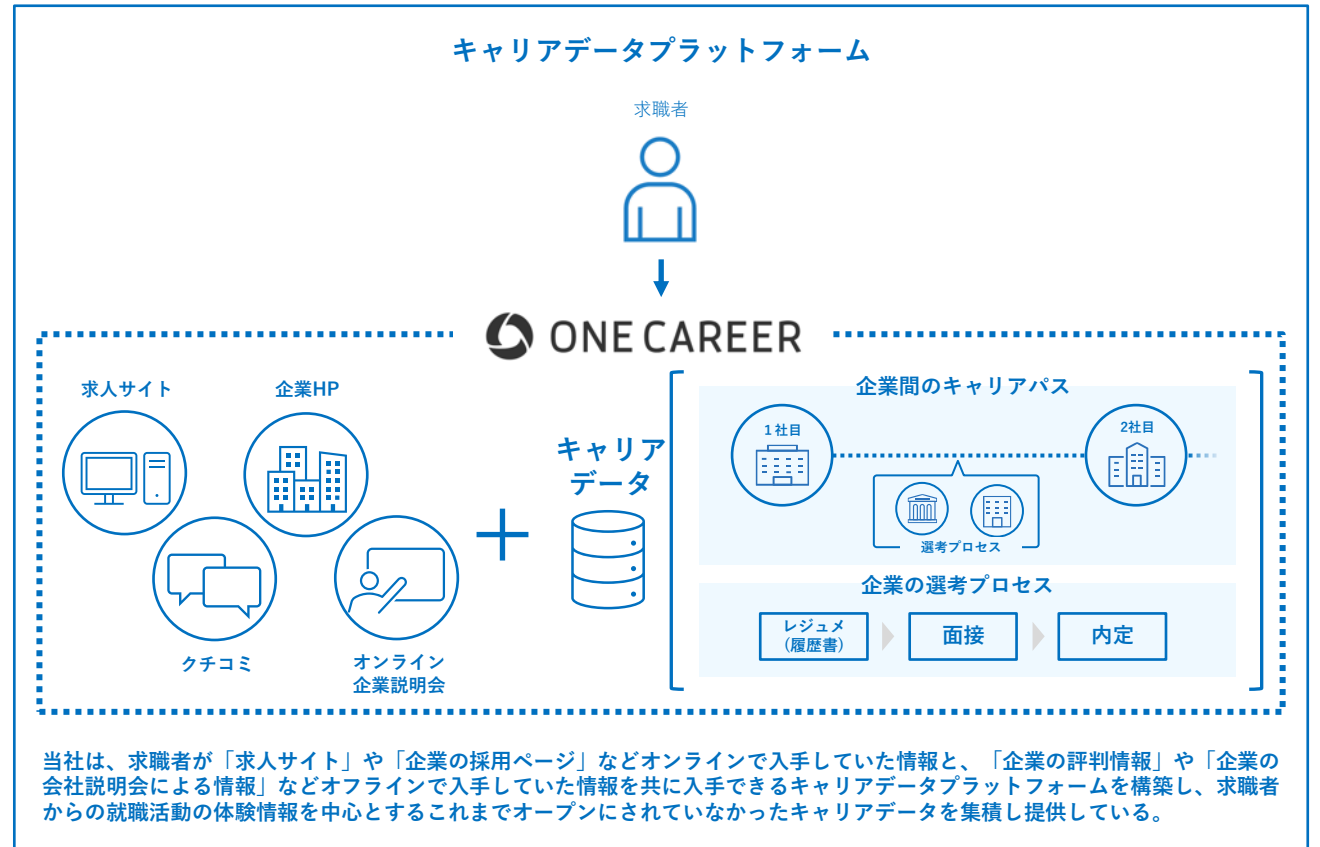 キャリアデータプラットフォーム
求職者
ONE CAREER
求人サイト
企業HP
クチコミ
オンライン
企業説明会
キャリア
データ
企業間のキャリアパス
1社目
2社目
選考プロセス
企業の選考プロセス
レジュメ
(履歴書)
面接
内定
当社は、求職者が「求人サイト」や「企業の採用ページ」などオンラインで入手していた情報と、「企業の評判情報」や「企業の
会社説明会による情報」などオフラインで入手していた情報を共に入手できるキャリアデータプラットフォームを構築し、求職者
からの就職活動の体験情報を中心とするこれまでオープンにされていなかったキャリアデータを集積し提供している。